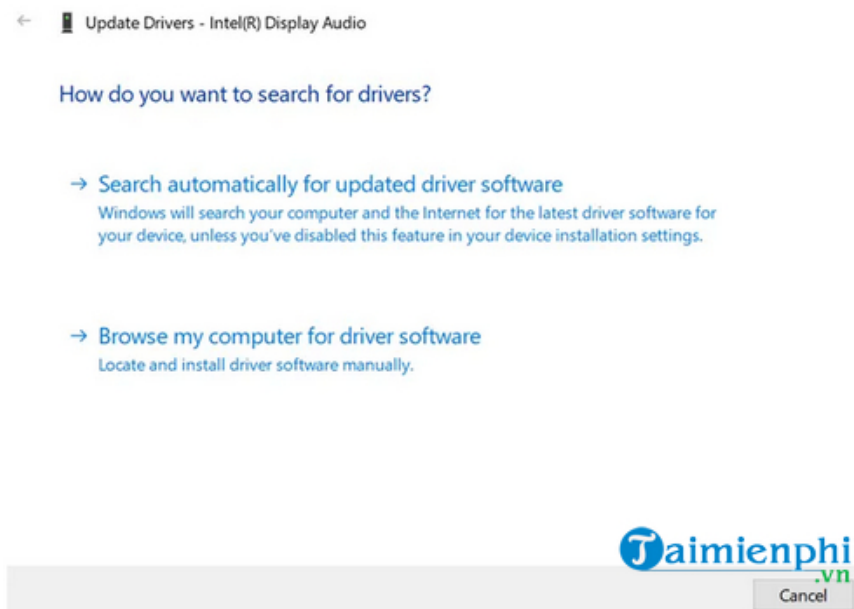 Update Drivers - Intel(R) Display Audio
How do you want to search for drivers?
Search automatically for updated driver software
Windows will search your computer and the Internet for the latest driver software for
your device, unless you've disabled this feature in your device installation settings.
Browse my computer for driver software
Locate and install driver software manually.
Taimienphi
.vn
Cancel